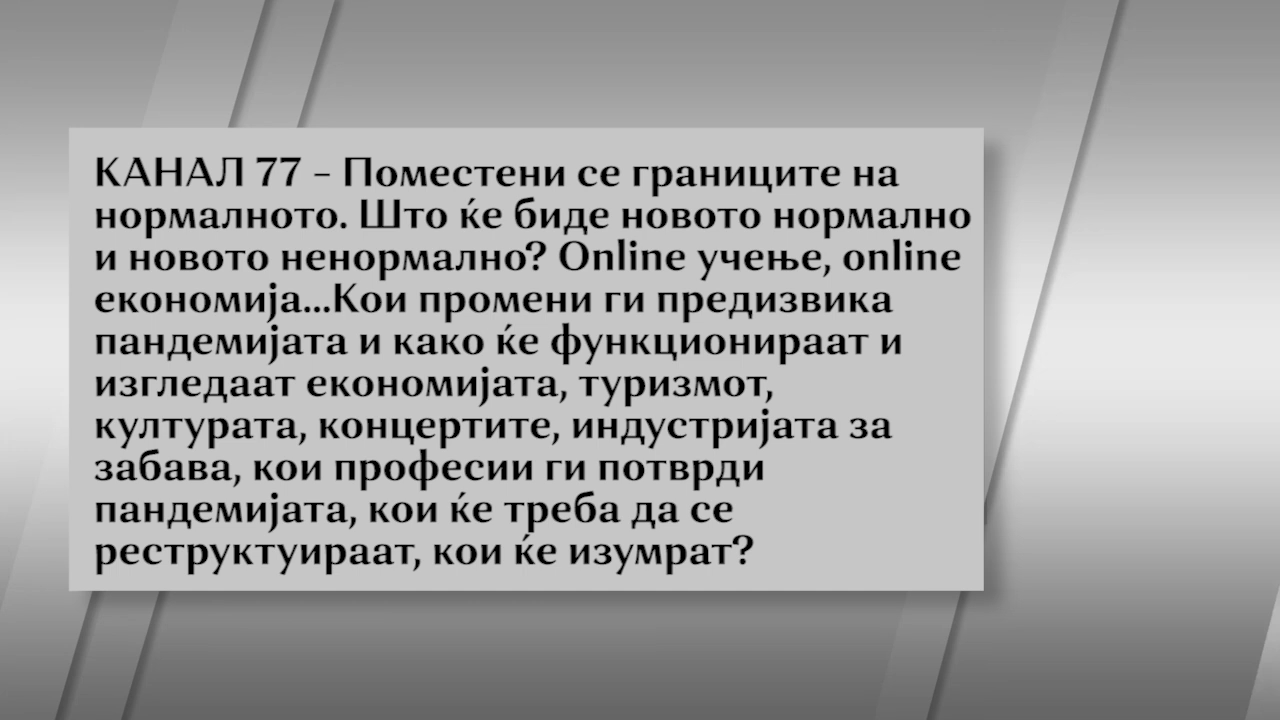 КАНАЛ 77 – Поместени се границите на
нормалното. Што ќе биде новото нормално
и новото ненормално? Online учење, online
економија...Кои промени ги предизвика
пандемијата и како ќе функционираат и
изгледаат економијата, туризмот,
културата, концертите, индустријата за
забава, кои професии ги потврди
пандемијата, кои ќе треба да се
реструктуираат, кои ќе изумрат?